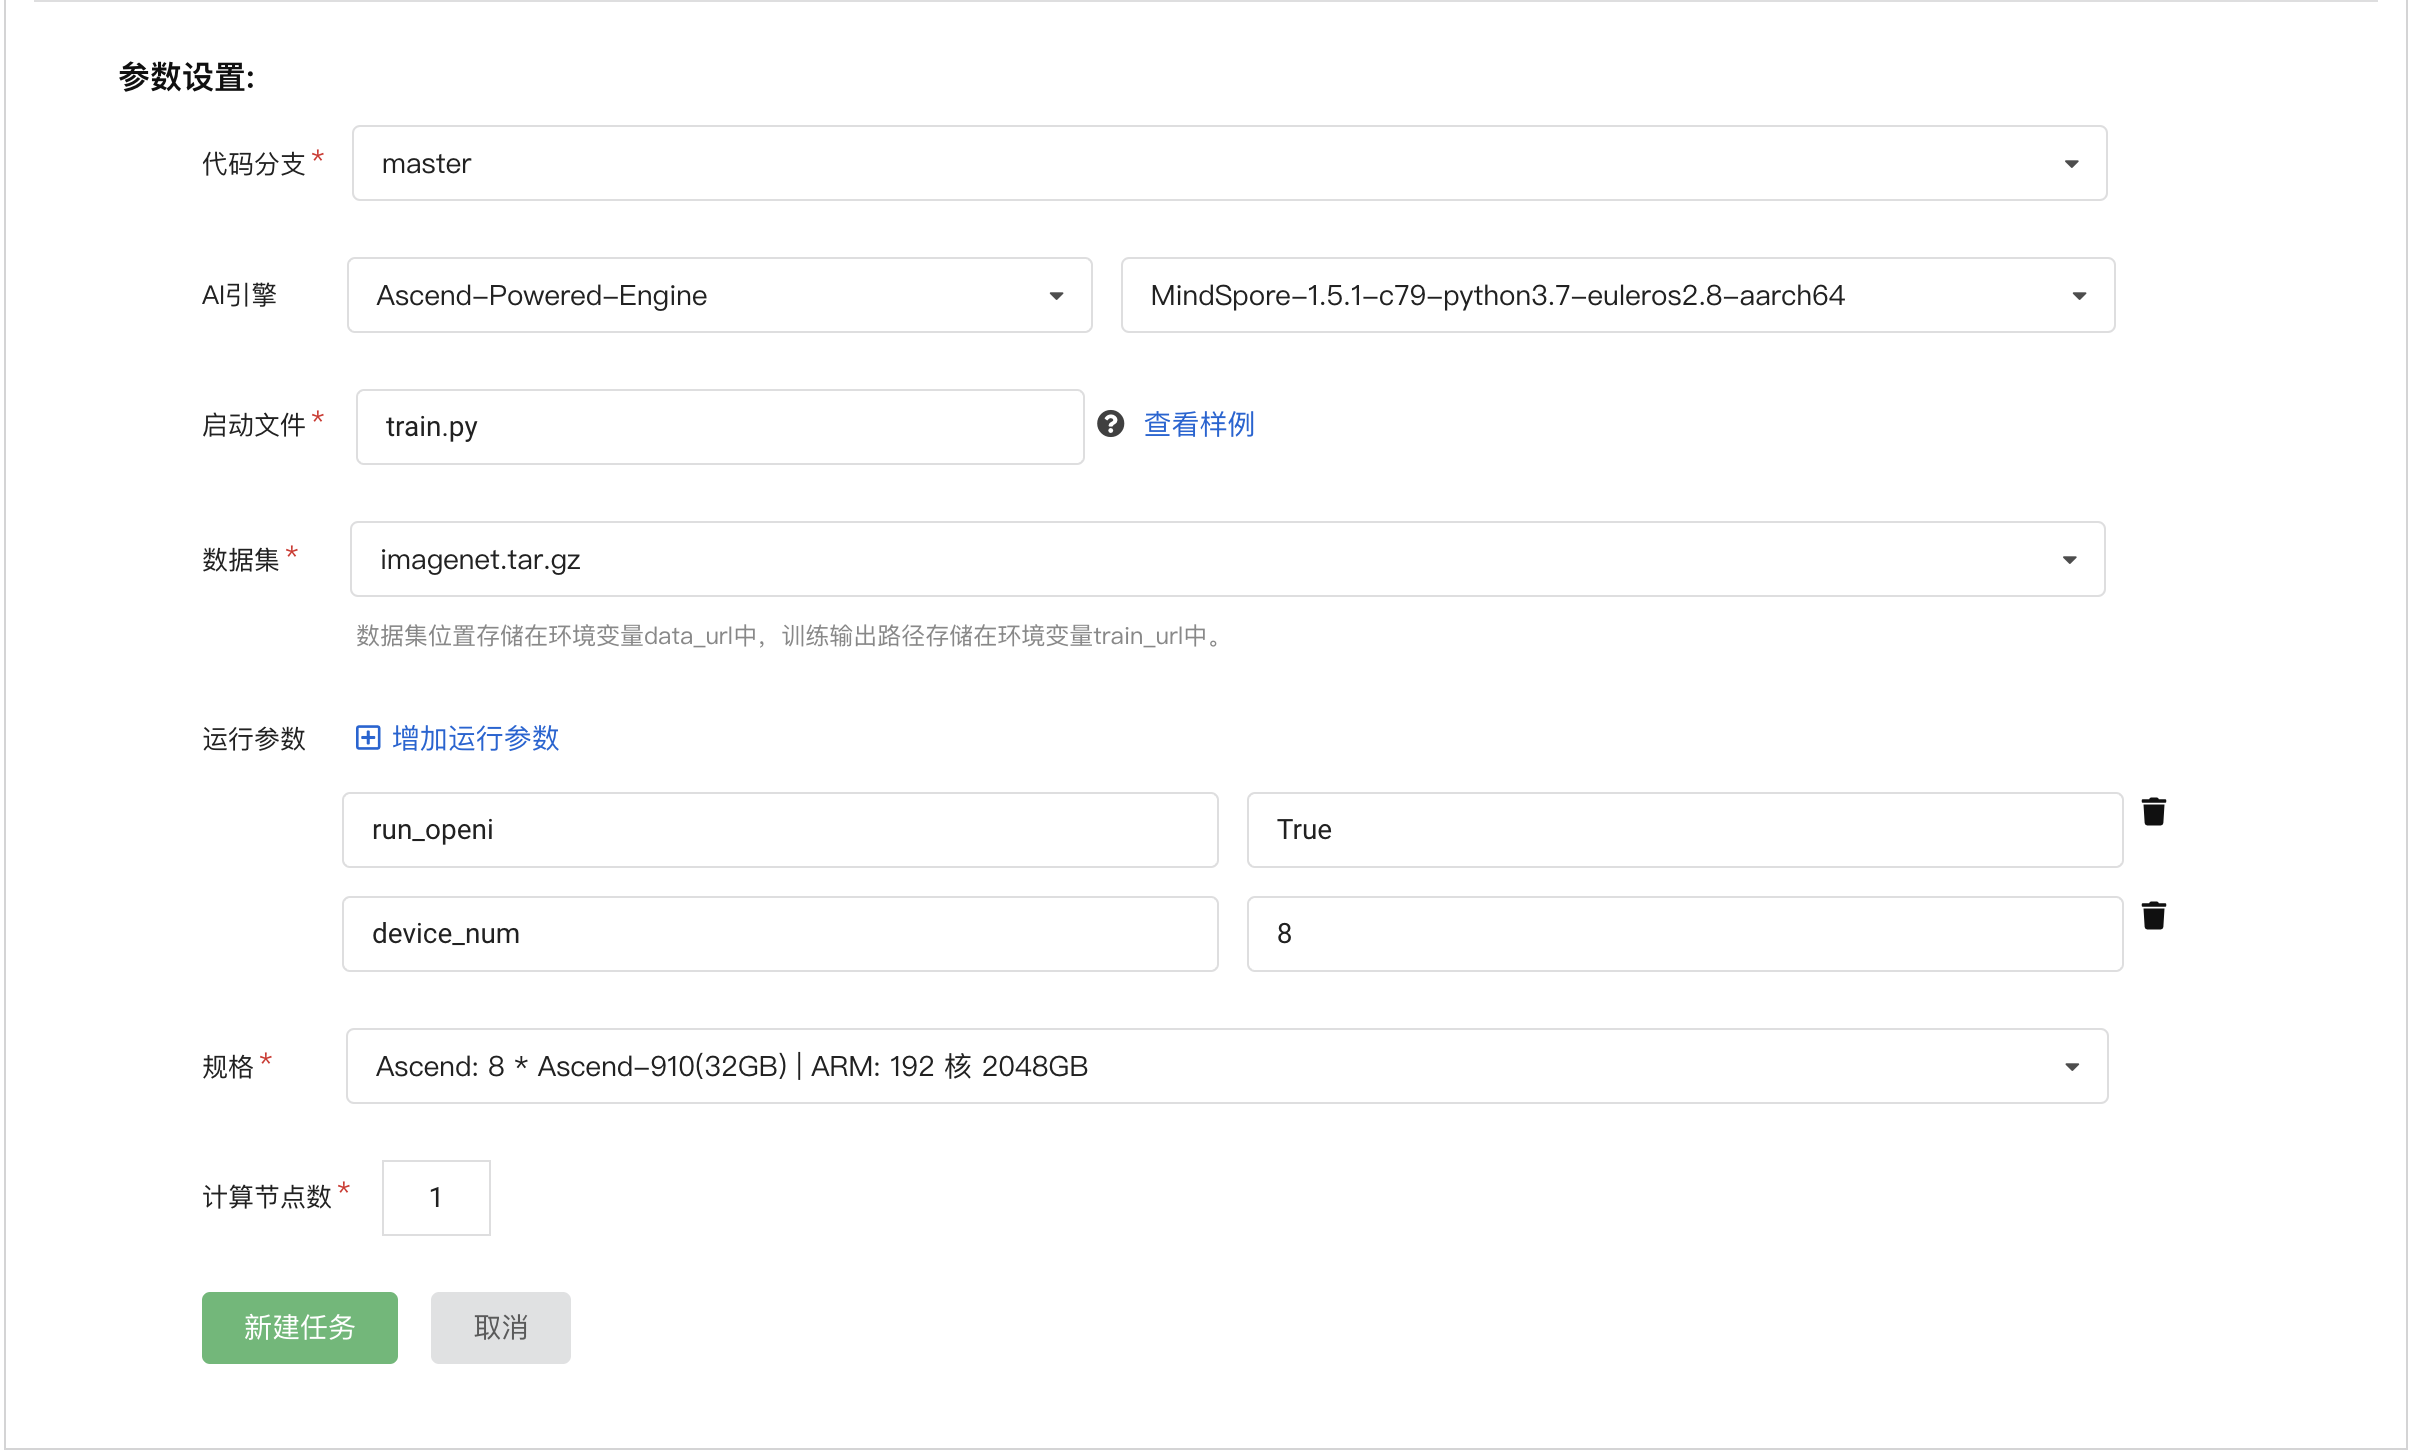 参数设置:
代码分支* master
AI引擎 Ascend-Powered-Engine MindSpore-1.5.1-c79-python3.7-euleros2.8-aarch64
启动文件* train.py 查看样例
数据集* imagenet.tar.gz
数据集位置存储在环境变量data_url中，训练输出路径存储在环境变量train_url中。
运行参数 增加运行参数
run_openi True
device_num 8
规格* Ascend: 8 * Ascend-910(32GB) | ARM: 192 核 2048GB
计算节点数* 1
新建任务 取消